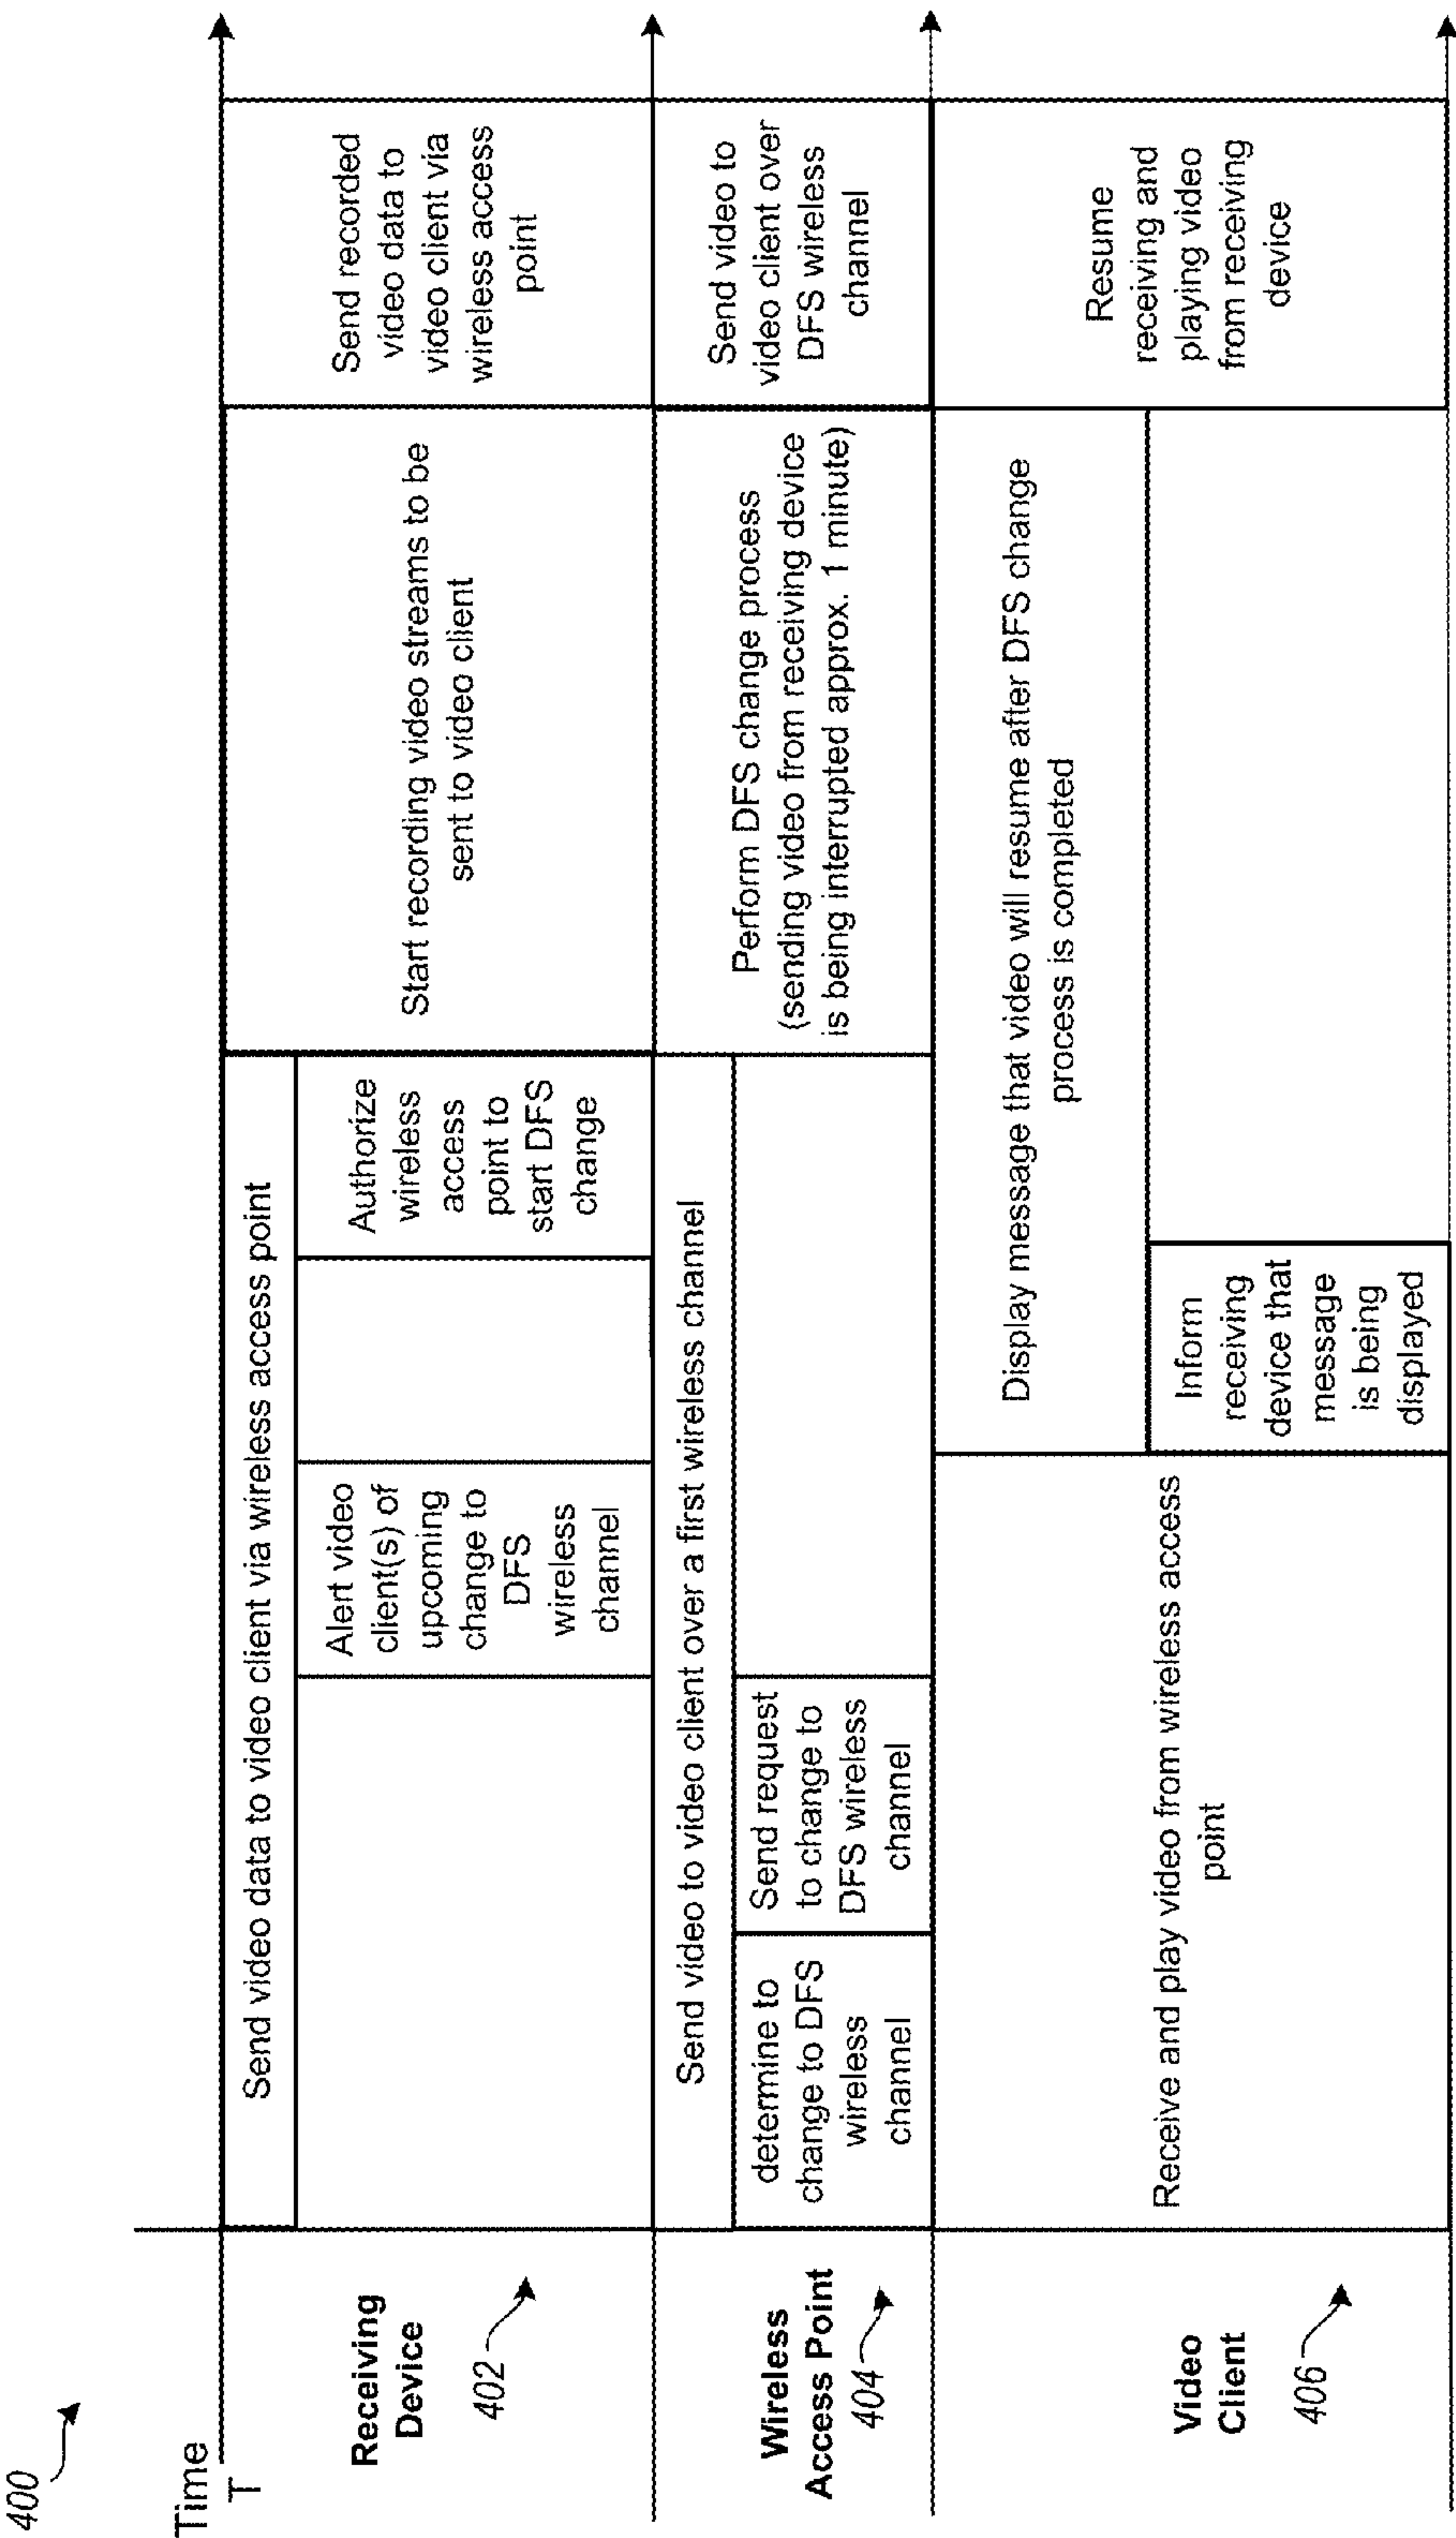 400
Time
T
Receiving
Device
402
Send video data to video client via wireless access point
Alert video
client(s) of
upcoming
change to
DFS
wireless
channel
Authorize
wireless
access
point to
start DFS
change
Start recording video streams to be
sent to video client
Send recorded
video data to
video client via
wireless access
point
Wireless
Access Point
404
Send video to video client over a first wireless channel
determine to
change to DFS
wireless
channel
Send request
to change to
DFS wireless
channel
Perform DFS change process
(sending video from receiving device
is being interrupted approx. 1 minute)
Send video to
video client over
DFS wireless
channel
Video
Client
406
Receive and play video from wireless access
point
Display message that video will resume after DFS change
process is completed
Inform
receiving
device that
message
is being
displayed
Resume
receiving and
playing video
from receiving
device